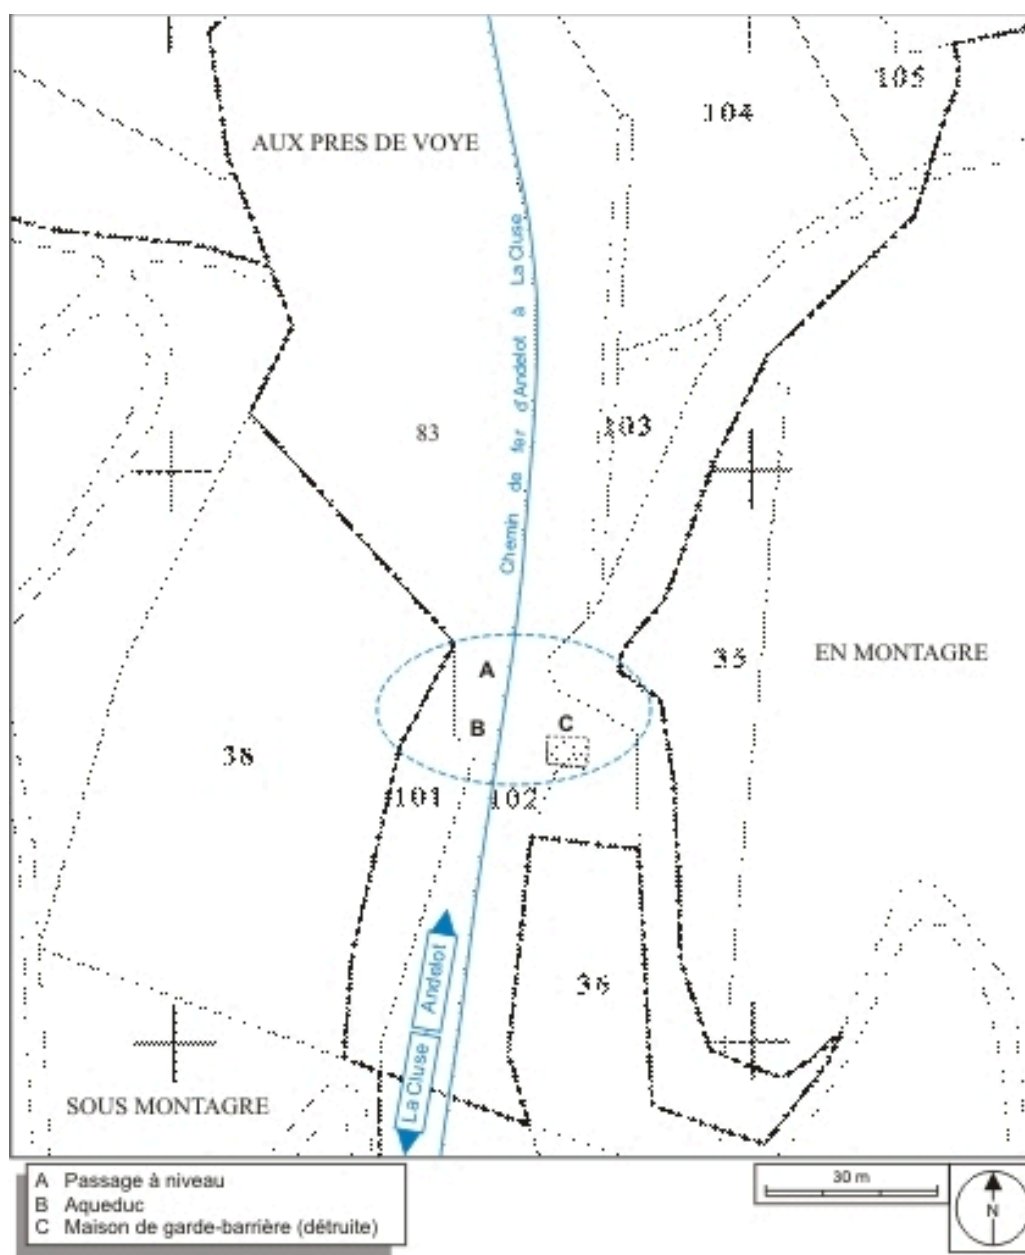 105
104
AUX PRES DE VOYE
Chemin de fer d'Andelot à La Cluse
103
83
35
EN MONTAGRE
A
B
C
38
101
102
Andelot
La Cluse
36
SOUS MONTAGRE
A Passage à niveau
B Aqueduc
C Maison de garde-barrière (détruite)
30 m
N